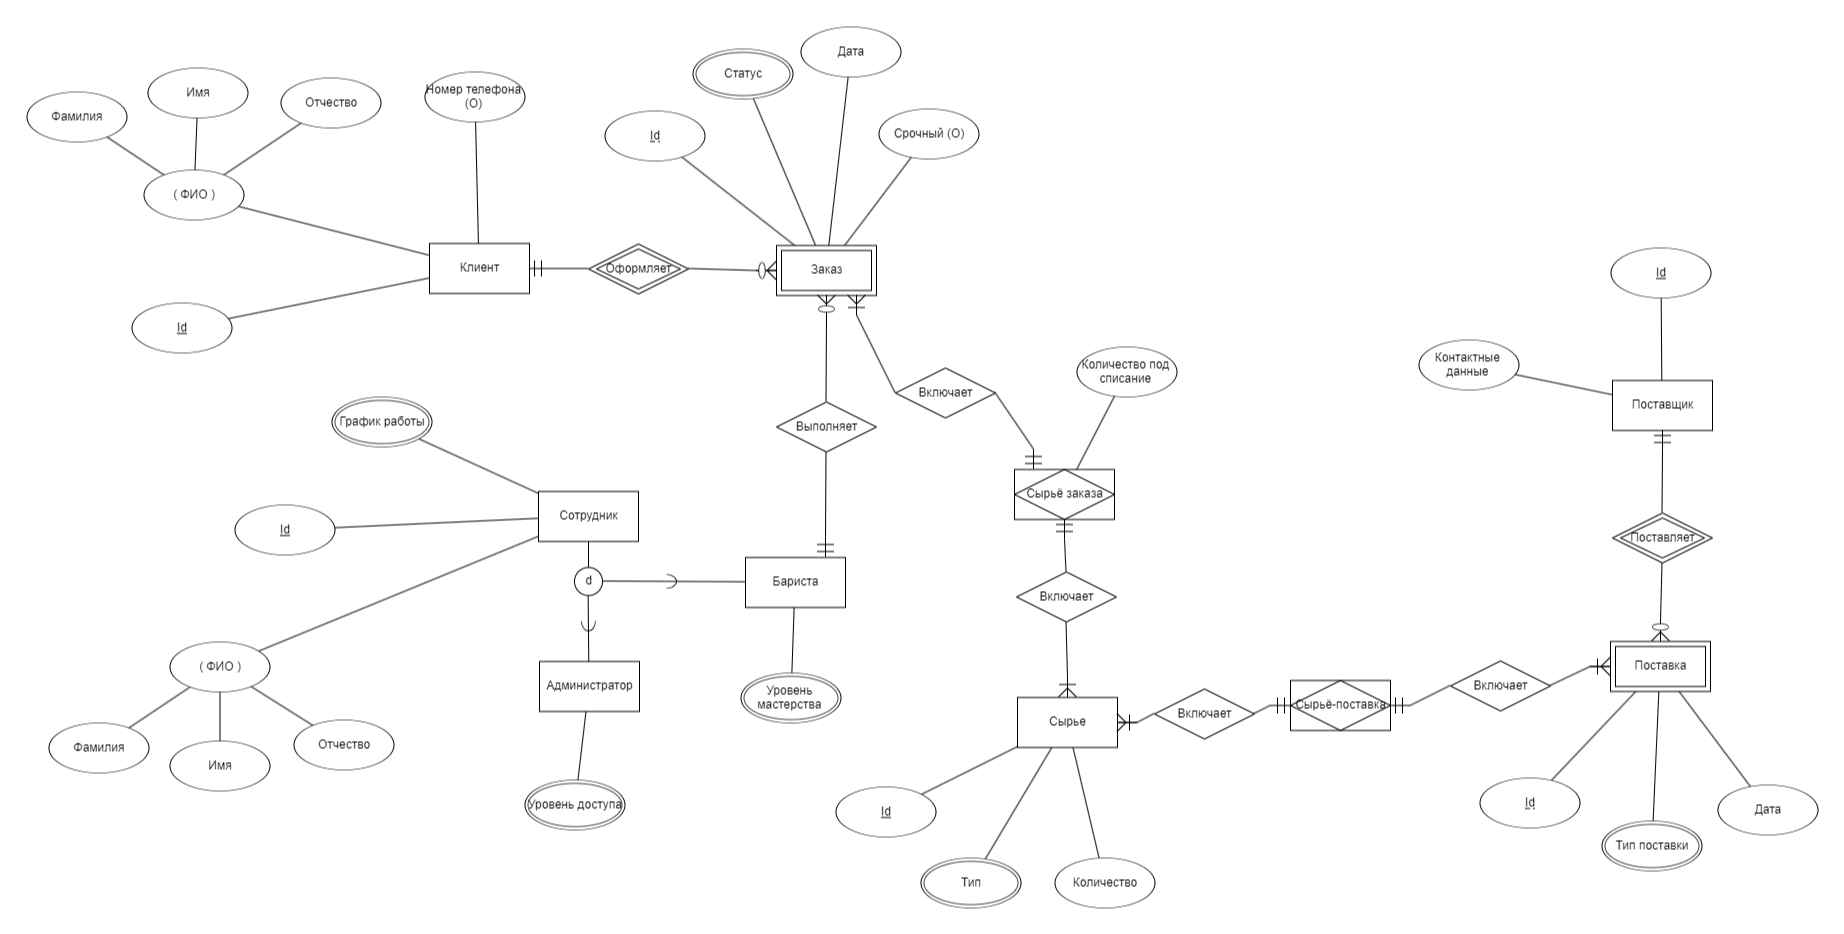 Дата
Статус
Имя
Номер телефона
(О)
Отчество
Фамилия
Id
Срочный (О)
( ФИО )
Клиент
Оформляет
Заказ
Id
Id
Контактные
данные
Количество под
списание
Включает
Поставщик
График работы
Выполняет
Сырьё заказа
Сотрудник
Id
Поставляет
d
Бариста
Включает
( ФИО )
Поставка
Администратор
Включает
Уровень
мастерства
Сырьё-поставка
Включает
Сырье
Фамилия
Имя
Отчество
Уровень доступа
Id
Id
Дата
Тип поставки
Тип
Количество